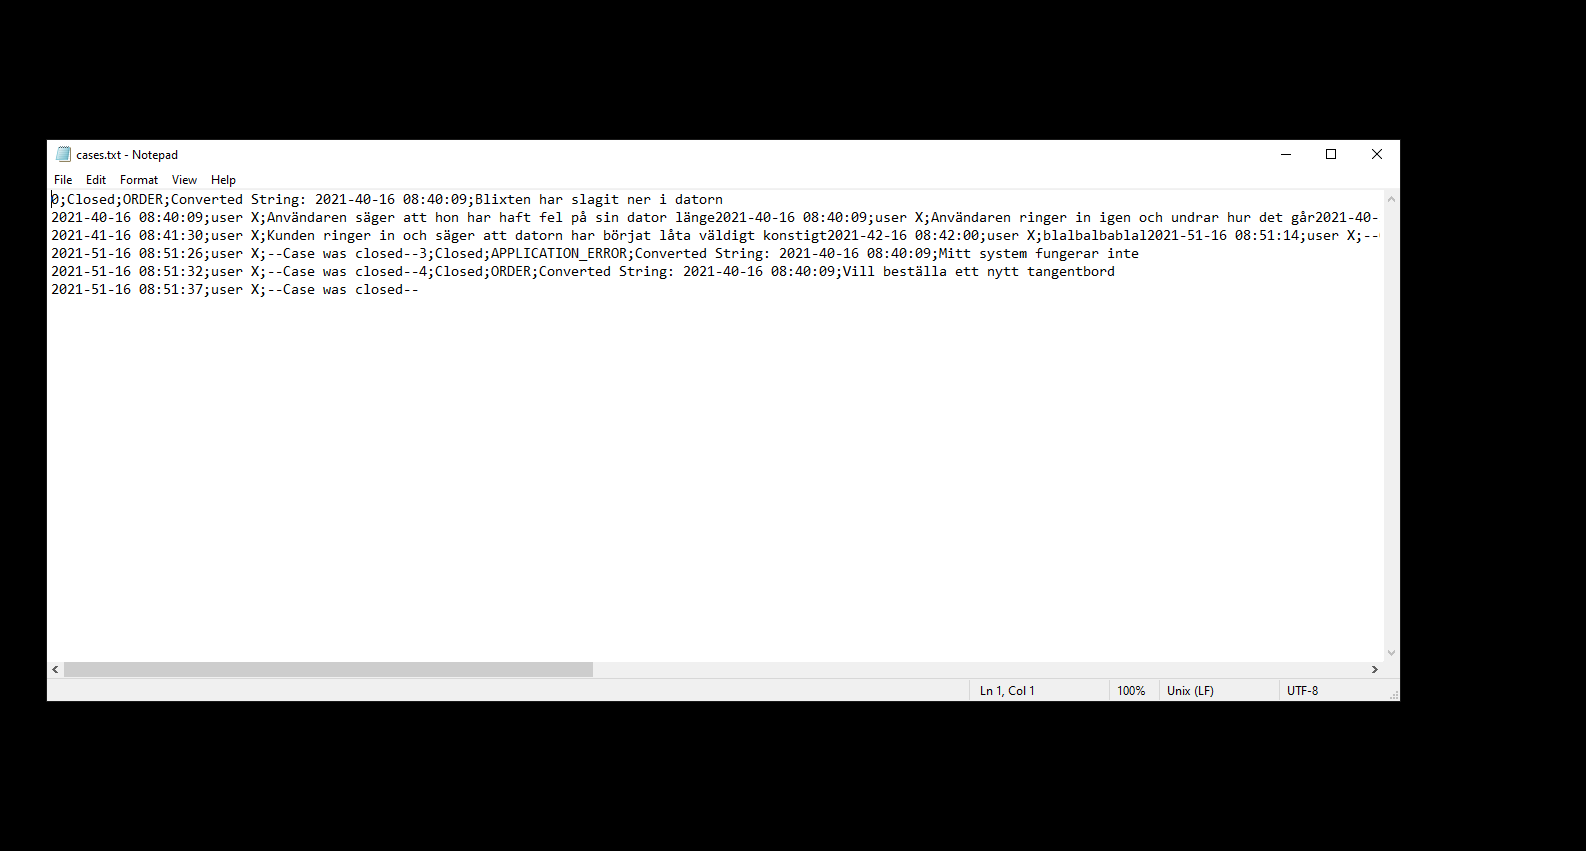 cases.txt - Notepad
File Edit Format View Help
0;Closed;ORDER;Converted String: 2021-40-16 08:40:09;Blixten har slagit ner i datorn
2021-40-16 08:40:09;user X;Användaren säger att hon har haft fel på sin dator länge2021-40-16 08:40:09;user X;Användaren ringer in igen och undrar hur det går2021-40-
2021-41-16 08:41:30;user X;Kunden ringer in och säger att datorn har börjat låta väldigt konstigt2021-42-16 08:42:00;user X;blalbalbablal2021-51-16 08:51:14;user X;--
2021-51-16 08:51:26;user X;--Case was closed--3;Closed;APPLICATION_ERROR;Converted String: 2021-40-16 08:40:09;Mitt system fungerar inte
2021-51-16 08:51:32;user X;--Case was closed--4;Closed;ORDER;Converted String: 2021-40-16 08:40:09;Vill beställa ett nytt tangentbord
2021-51-16 08:51:37;user X;--Case was closed--
Ln 1, Col 1 100% Unix (LF) UTF-8